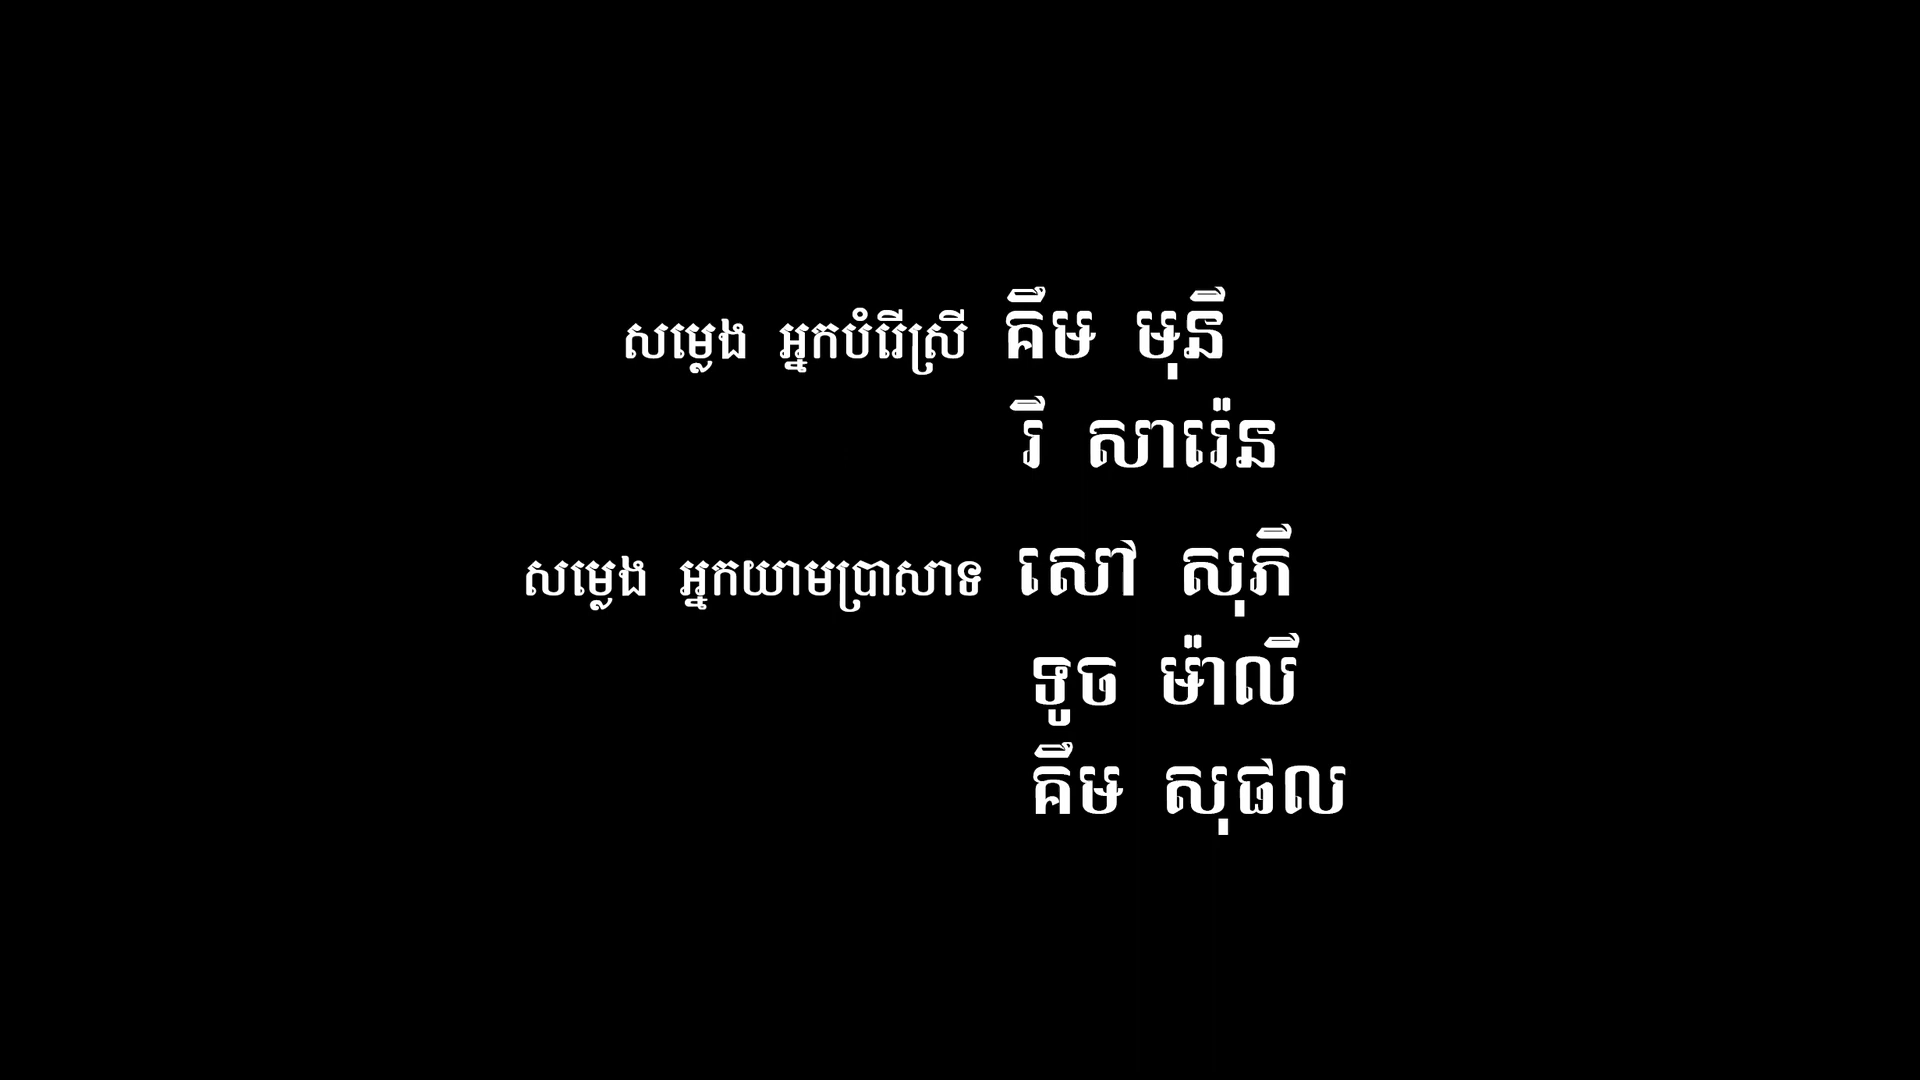 សម្លេង អ្នកបំរើស្រី គឹម មុនី
រី សារ៉េន
សម្លេង អ្នកយាមប្រាសាទ សៅ សុភី
ទូច ម៉ាលី
គឹម សុផល